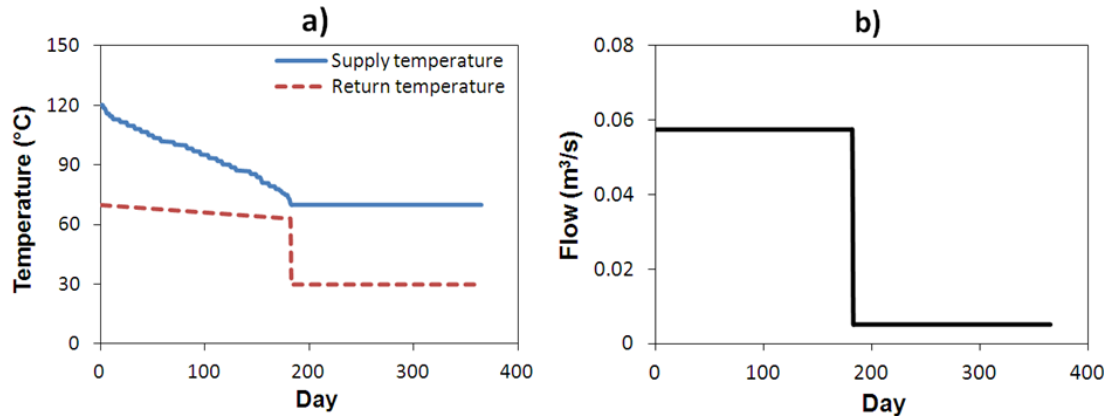 a)
150
120
90
60
30
0
Temperature (°C)
Supply temperature
Return temperature
0
100
200
300
400
Day
b)
0.08
0.06
0.04
0.02
0
Flow (m³/s)
0
100
200
300
400
Day